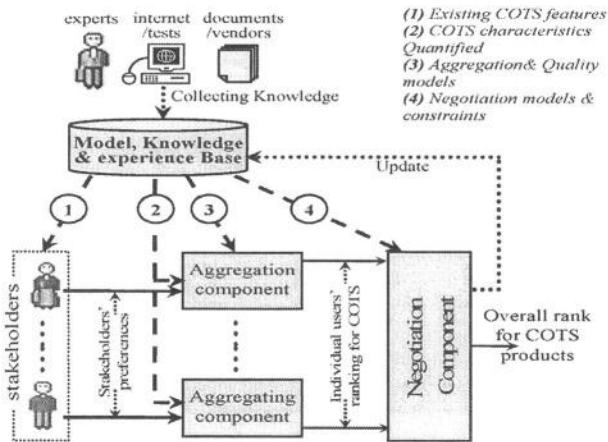 experts
internet
/tests
documents
/vendors
(1) Existing COTS features
(2) COTS characteristics
Quantified
(3) Aggregation& Quality
models
(4) Negotiation models &
constraints
Collecting Knowledge
Model, Knowledge
& experience Base
Update
1
2
3
4
stakeholders
Stakeholders'
preferences
Aggregation
component
Aggregating
component
Individual users'
ranking for COTS
Negotiation
Component
Overall rank
for COTS
products